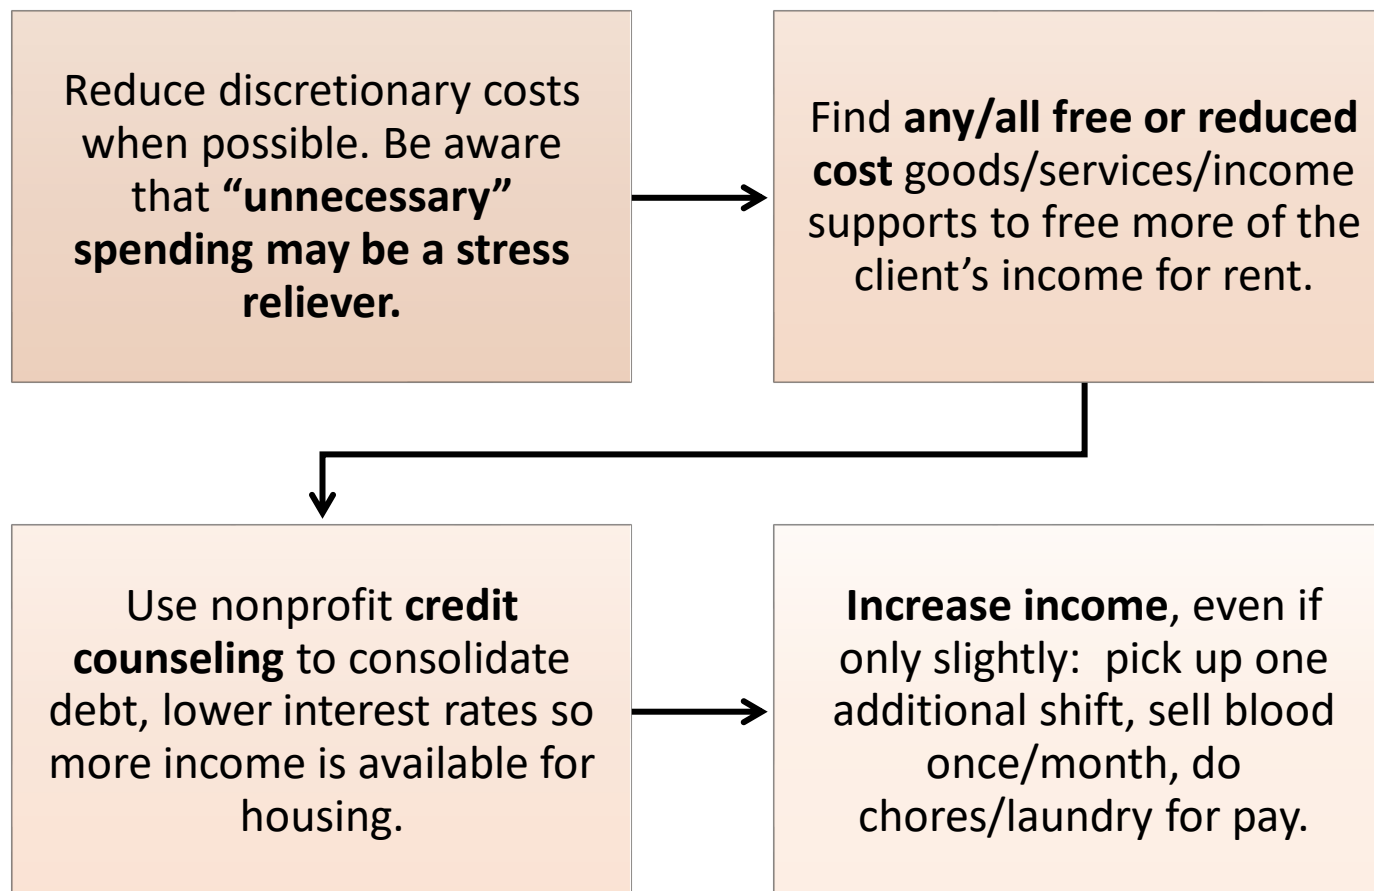 Reduce discretionary costs
when possible. Be aware
that “unnecessary”
spending may be a stress
reliever.
Find any/all free or reduced
cost goods/services/income
supports to free more of the
client’s income for rent.
Use nonprofit credit
counseling to consolidate
debt, lower interest rates so
more income is available for
housing.
Increase income, even if
only slightly:  pick up one
additional shift, sell blood
once/month, do
chores/laundry for pay.